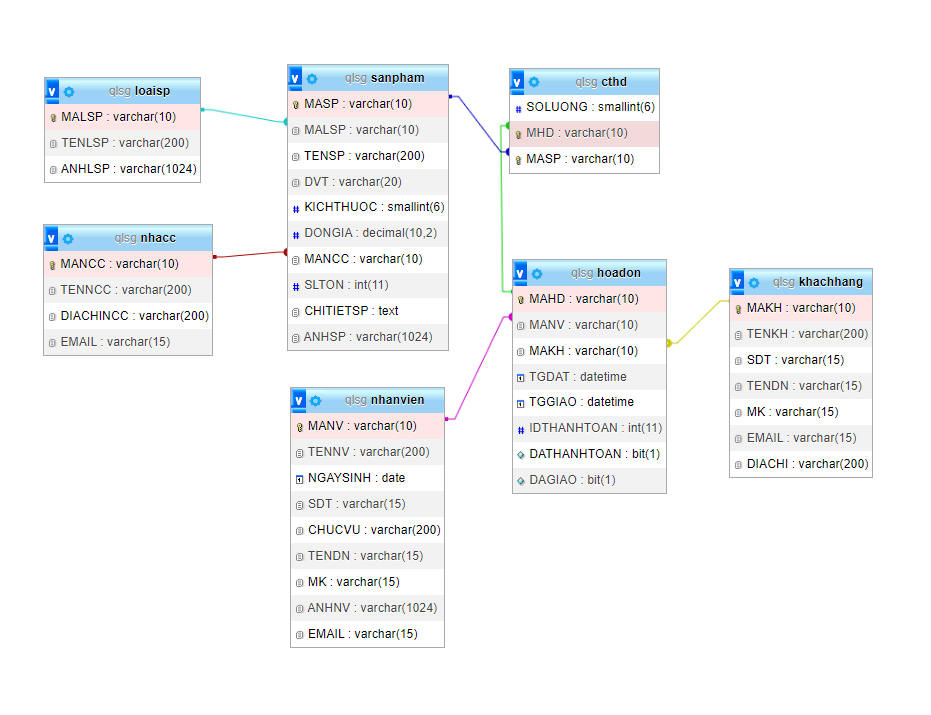 qlsg loaisp
MALSP : varchar(10)
TENLSP : varchar(200)
ANHLSP : varchar(1024)
qlsg nhacc
MANCC : varchar(10)
TENNCC : varchar(200)
DIACHINCC : varchar(200)
EMAIL : varchar(15)
qlsg sanpham
MASP : varchar(10)
MALSP : varchar(10)
TENSP : varchar(200)
DVT : varchar(20)
KICHTHUOC : smallint(6)
DONGIA : decimal(10,2)
MANCC : varchar(10)
SLTON : int(11)
CHITIETSP : text
ANHSP : varchar(1024)
qlsg nhanvien
MANV : varchar(10)
TENNV : varchar(200)
NGAYSINH : date
SDT : varchar(15)
CHUCVU : varchar(200)
TENDN : varchar(15)
MK : varchar(15)
ANHNV : varchar(1024)
EMAIL : varchar(15)
qlsg cthd
SOLUONG : smallint(6)
MHD : varchar(10)
MASP : varchar(10)
qlsg hoadon
MAHD : varchar(10)
MANV : varchar(10)
MAKH : varchar(10)
TGDAT : datetime
TGGIAO : datetime
IDTHANHTOAN : int(11)
DATHANHTOAN : bit(1)
DAGIAO : bit(1)
qlsg khachhang
MAKH : varchar(10)
TENKH : varchar(200)
SDT : varchar(15)
TENDN : varchar(15)
MK : varchar(15)
EMAIL : varchar(15)
DIACHI : varchar(200)